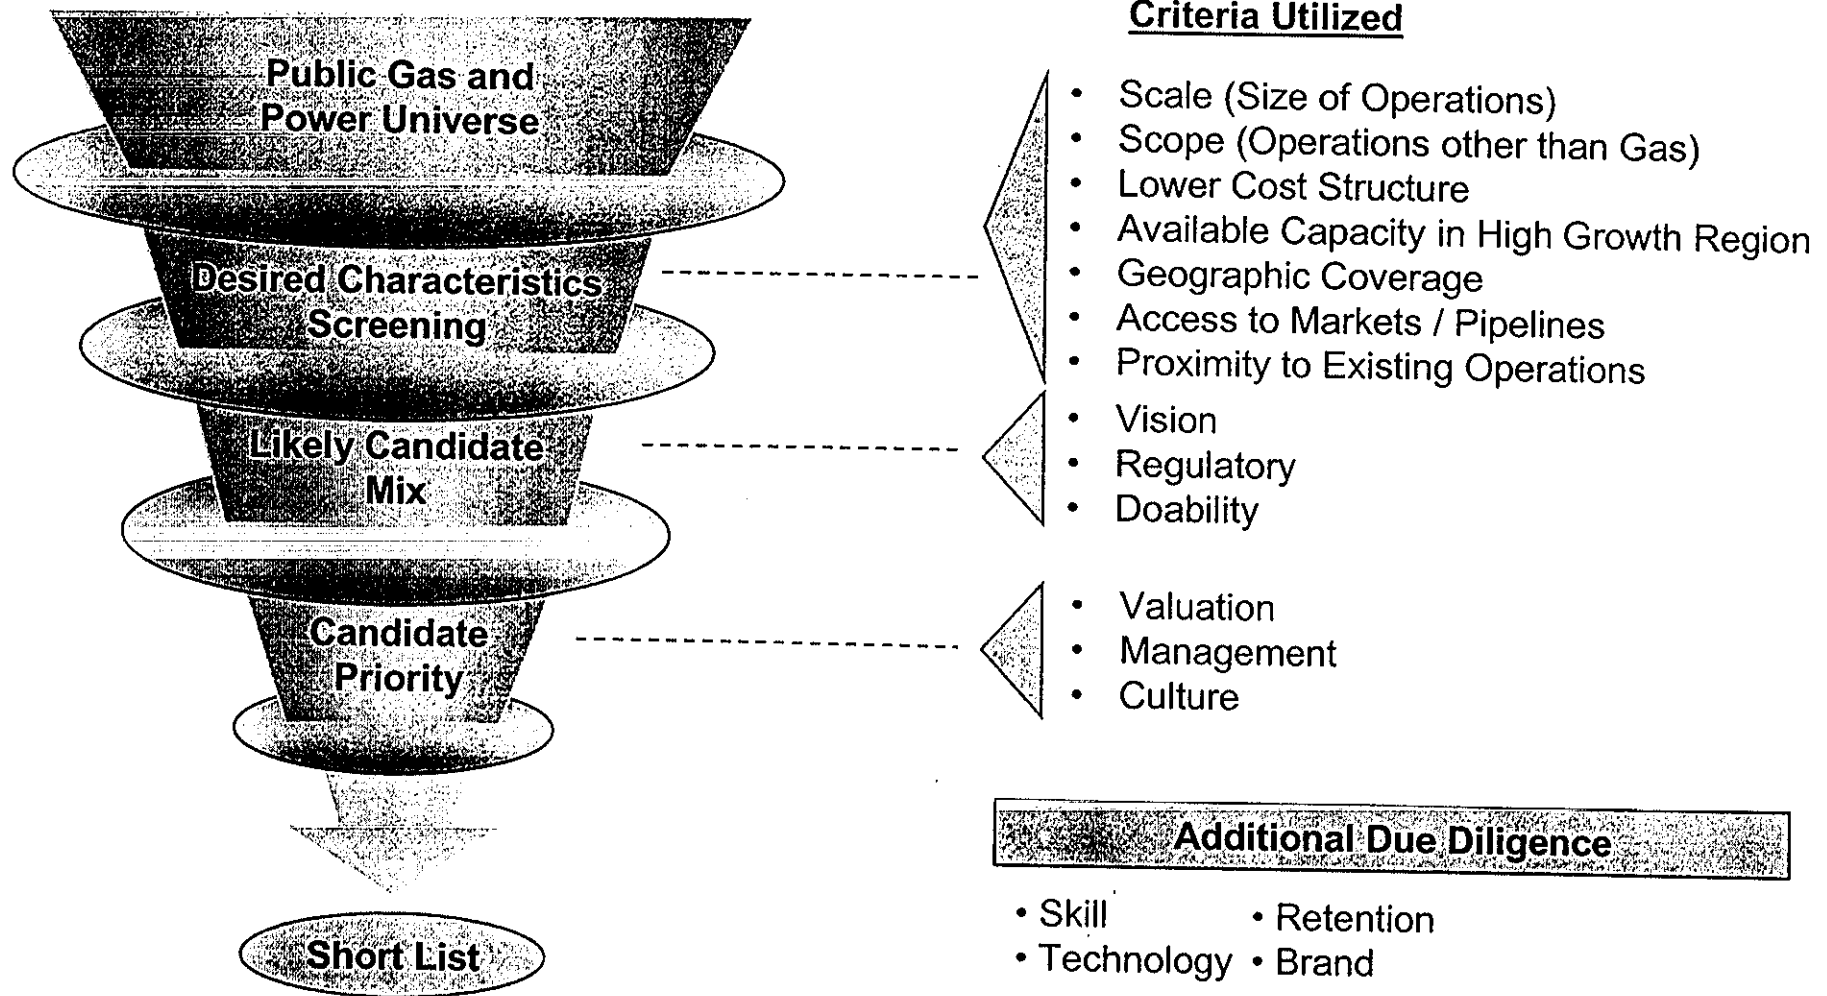 Public Gas and
Power Universe
Desired Characteristics
Screening
Likely Candidate
Mix
Candidate
Priority
Short List
Criteria Utilized
• Scale (Size of Operations)
• Scope (Operations other than Gas)
• Lower Cost Structure
• Available Capacity in High Growth Region
• Geographic Coverage
• Access to Markets / Pipelines
• Proximity to Existing Operations
• Vision
• Regulatory
• Doability
• Valuation
• Management
• Culture
Additional Due Diligence
• Skill • Retention
• Technology • Brand